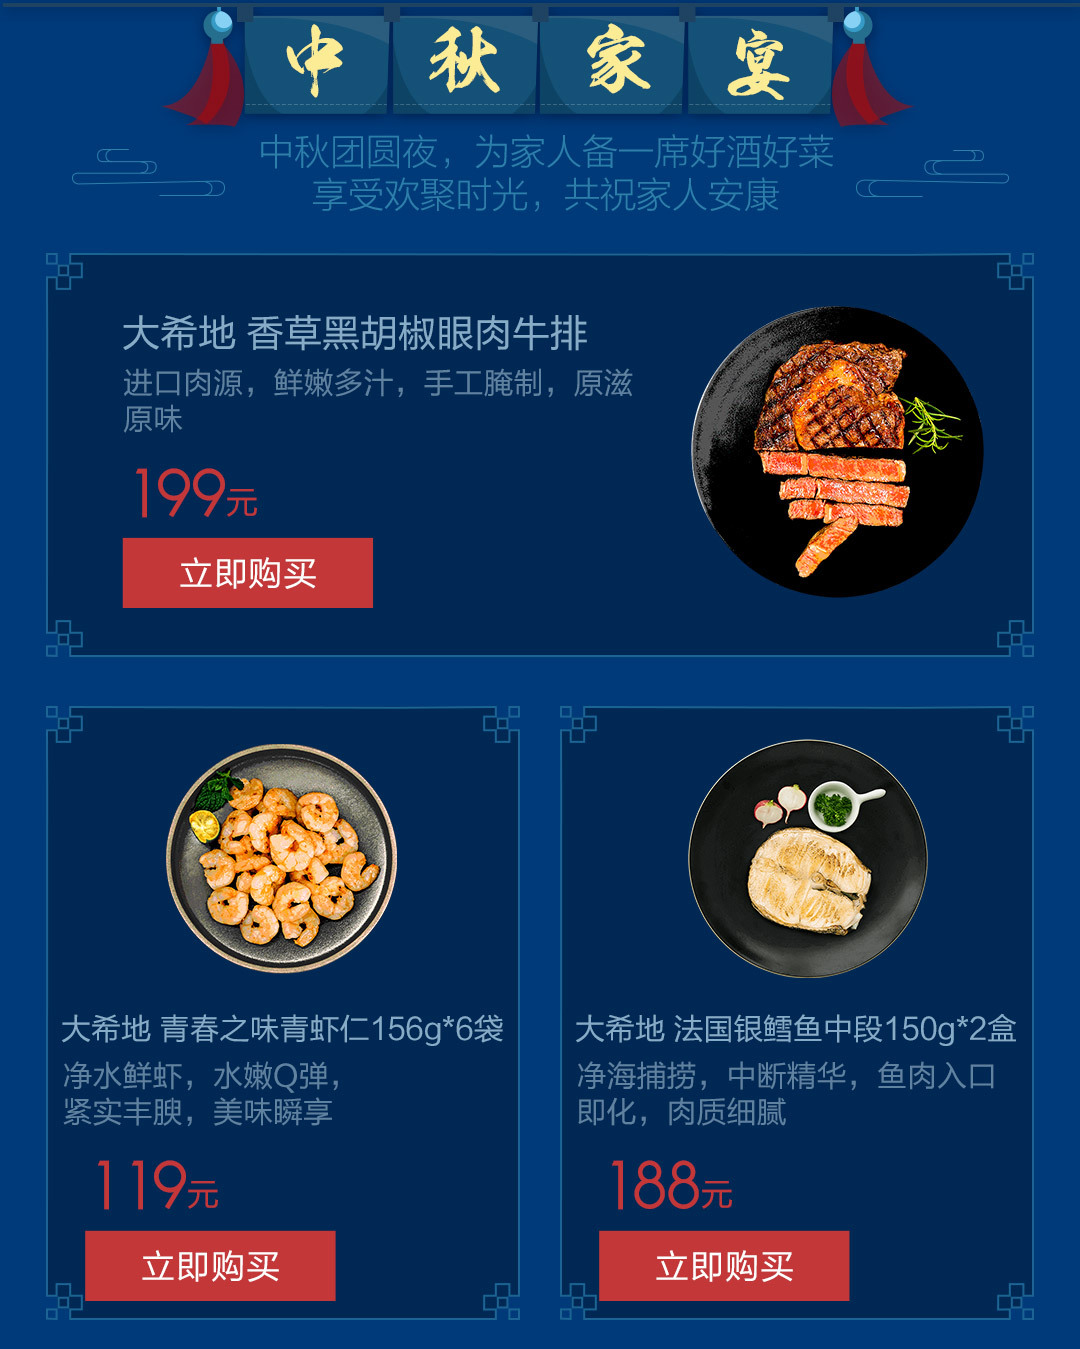 中秋家宴
中秋团圆夜，为家人备一席好酒好菜
享受欢聚时光，共祝家人安康
大希地 香草黑胡椒眼肉牛排
进口肉源，鲜嫩多汁，手工腌制，原滋
原味
199元
立即购买
大希地 青春之味青虾仁156g*6袋
净水鲜虾，水嫩Q弹，
紧实丰腴，美味瞬享
119元
立即购买
大希地 法国银鳕鱼中段150g*2盒
净海捕捞，中断精华，鱼肉入口
即化，肉质细腻
188元
立即购买